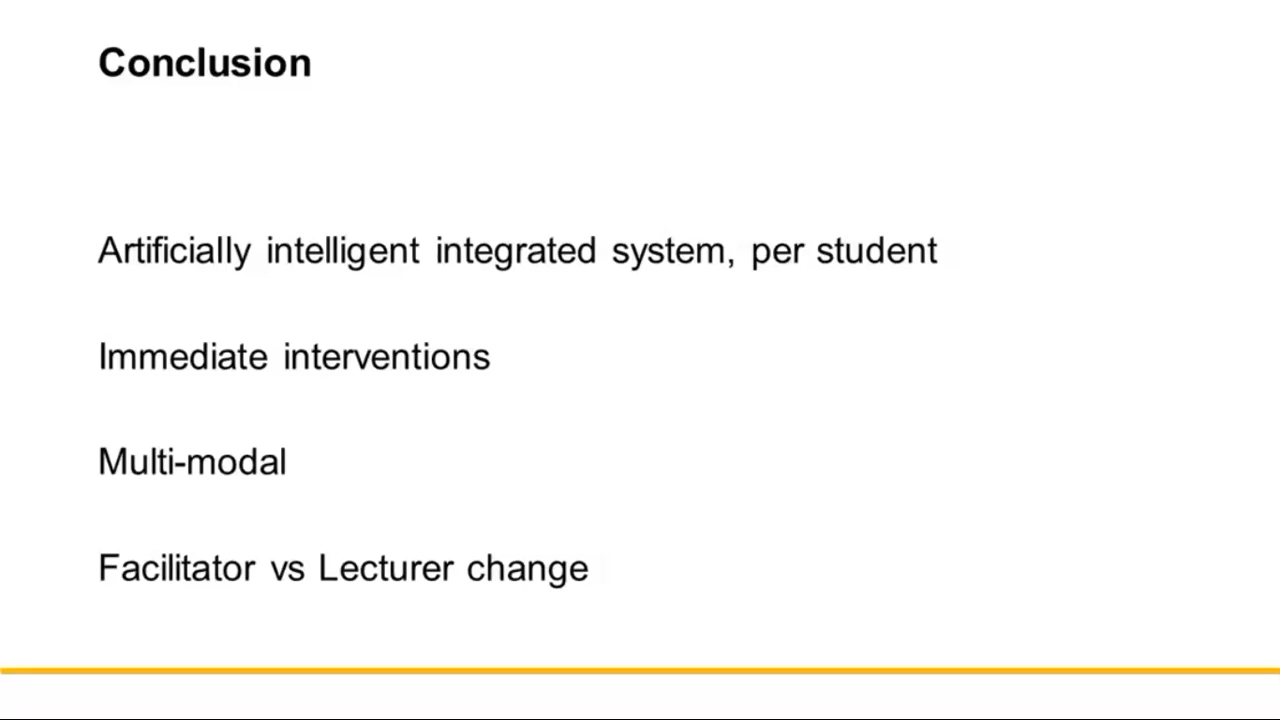 Conclusion
Artificially intelligent integrated system, per student
Immediate interventions
Multi-modal
Facilitator vs Lecturer change